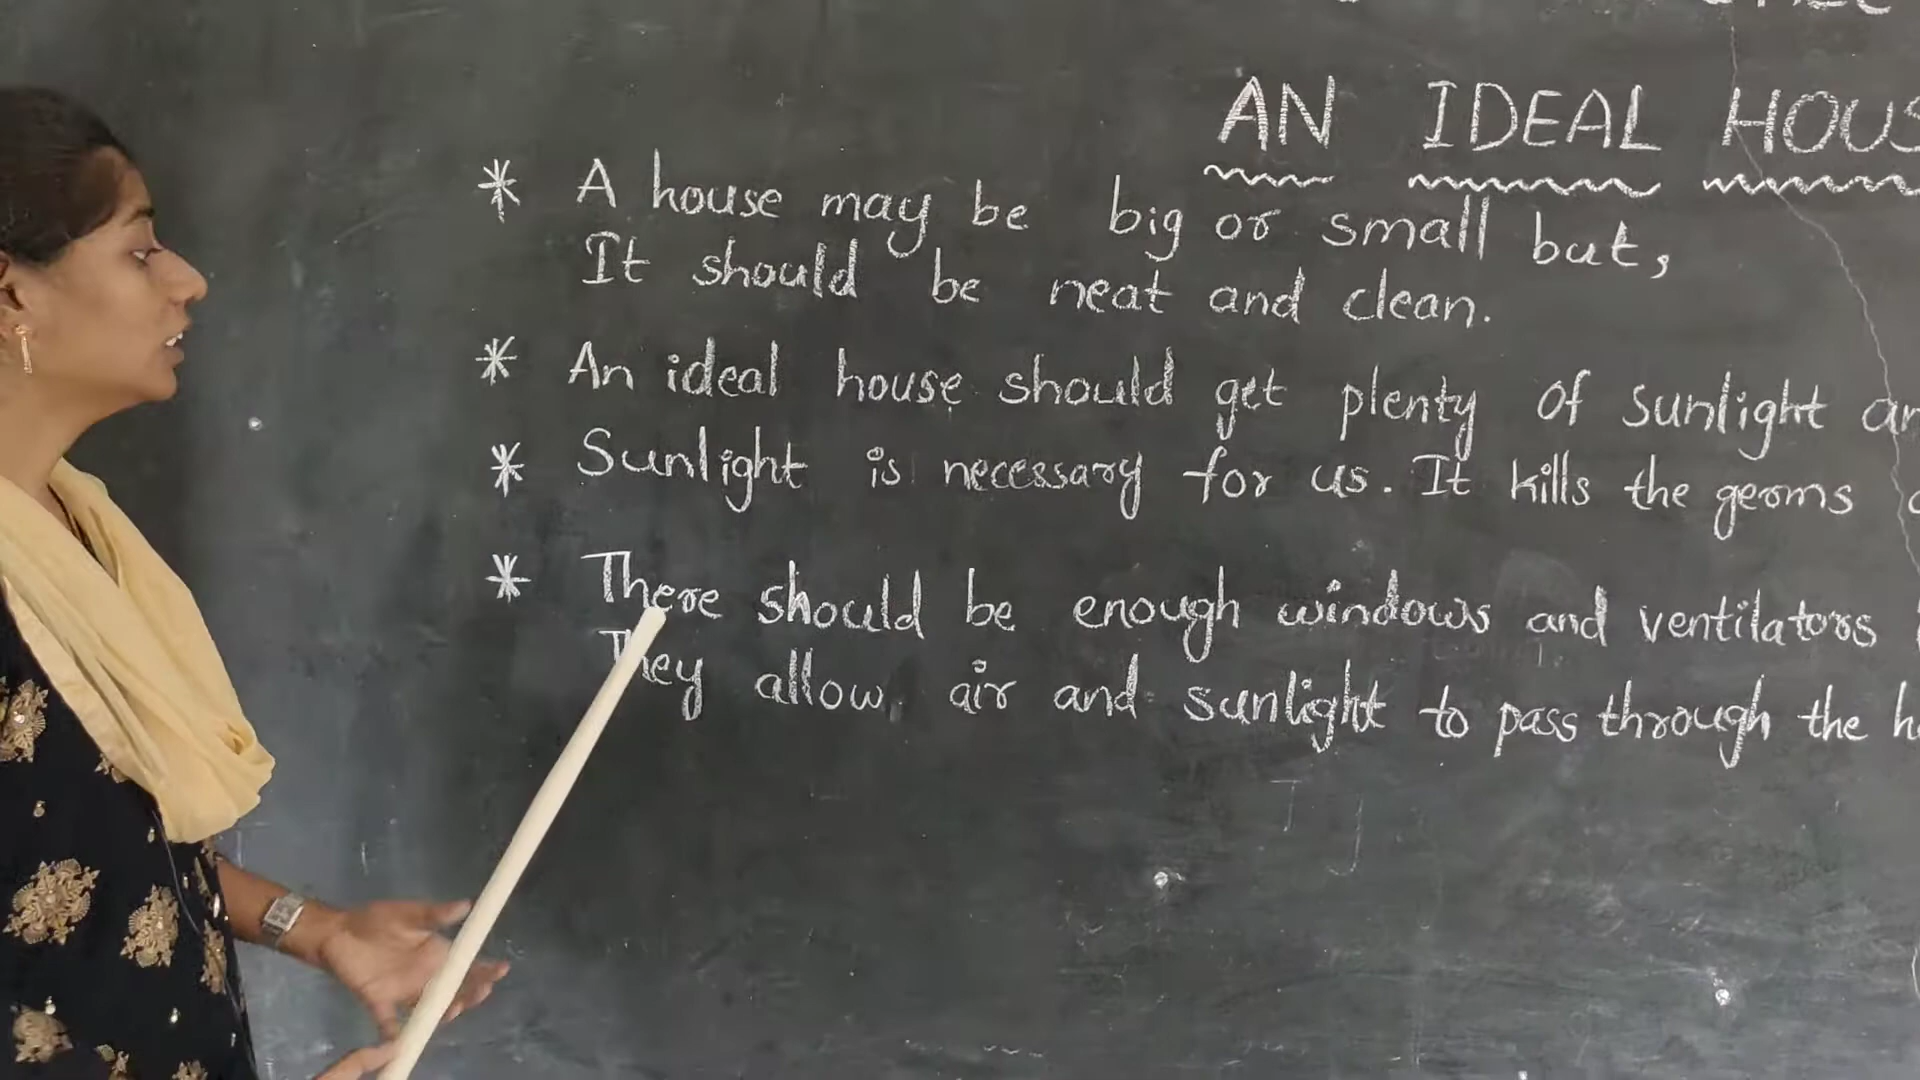 AN IDEAL HOUS
* A house may be big or small but,
It should be neat and clean.
* An ideal house should get plenty of sunlight
* Sunlight is necessary for us. It kills the germs
* There should be enough windows and ventilators
They allow air and sunlight to pass through the